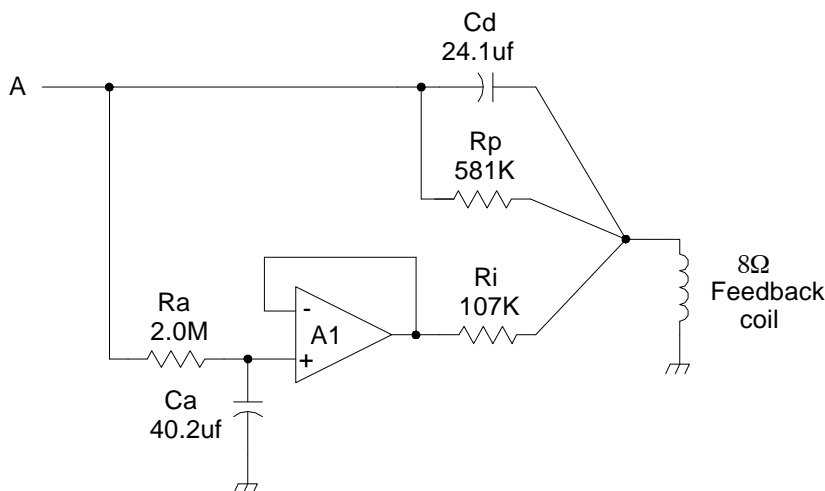 Cd
24.1uf
A
Rp
581K
8Ω
Feedback
coil
Ri
107K
Ra
2.0M
-
A1
+
Ca
40.2uf